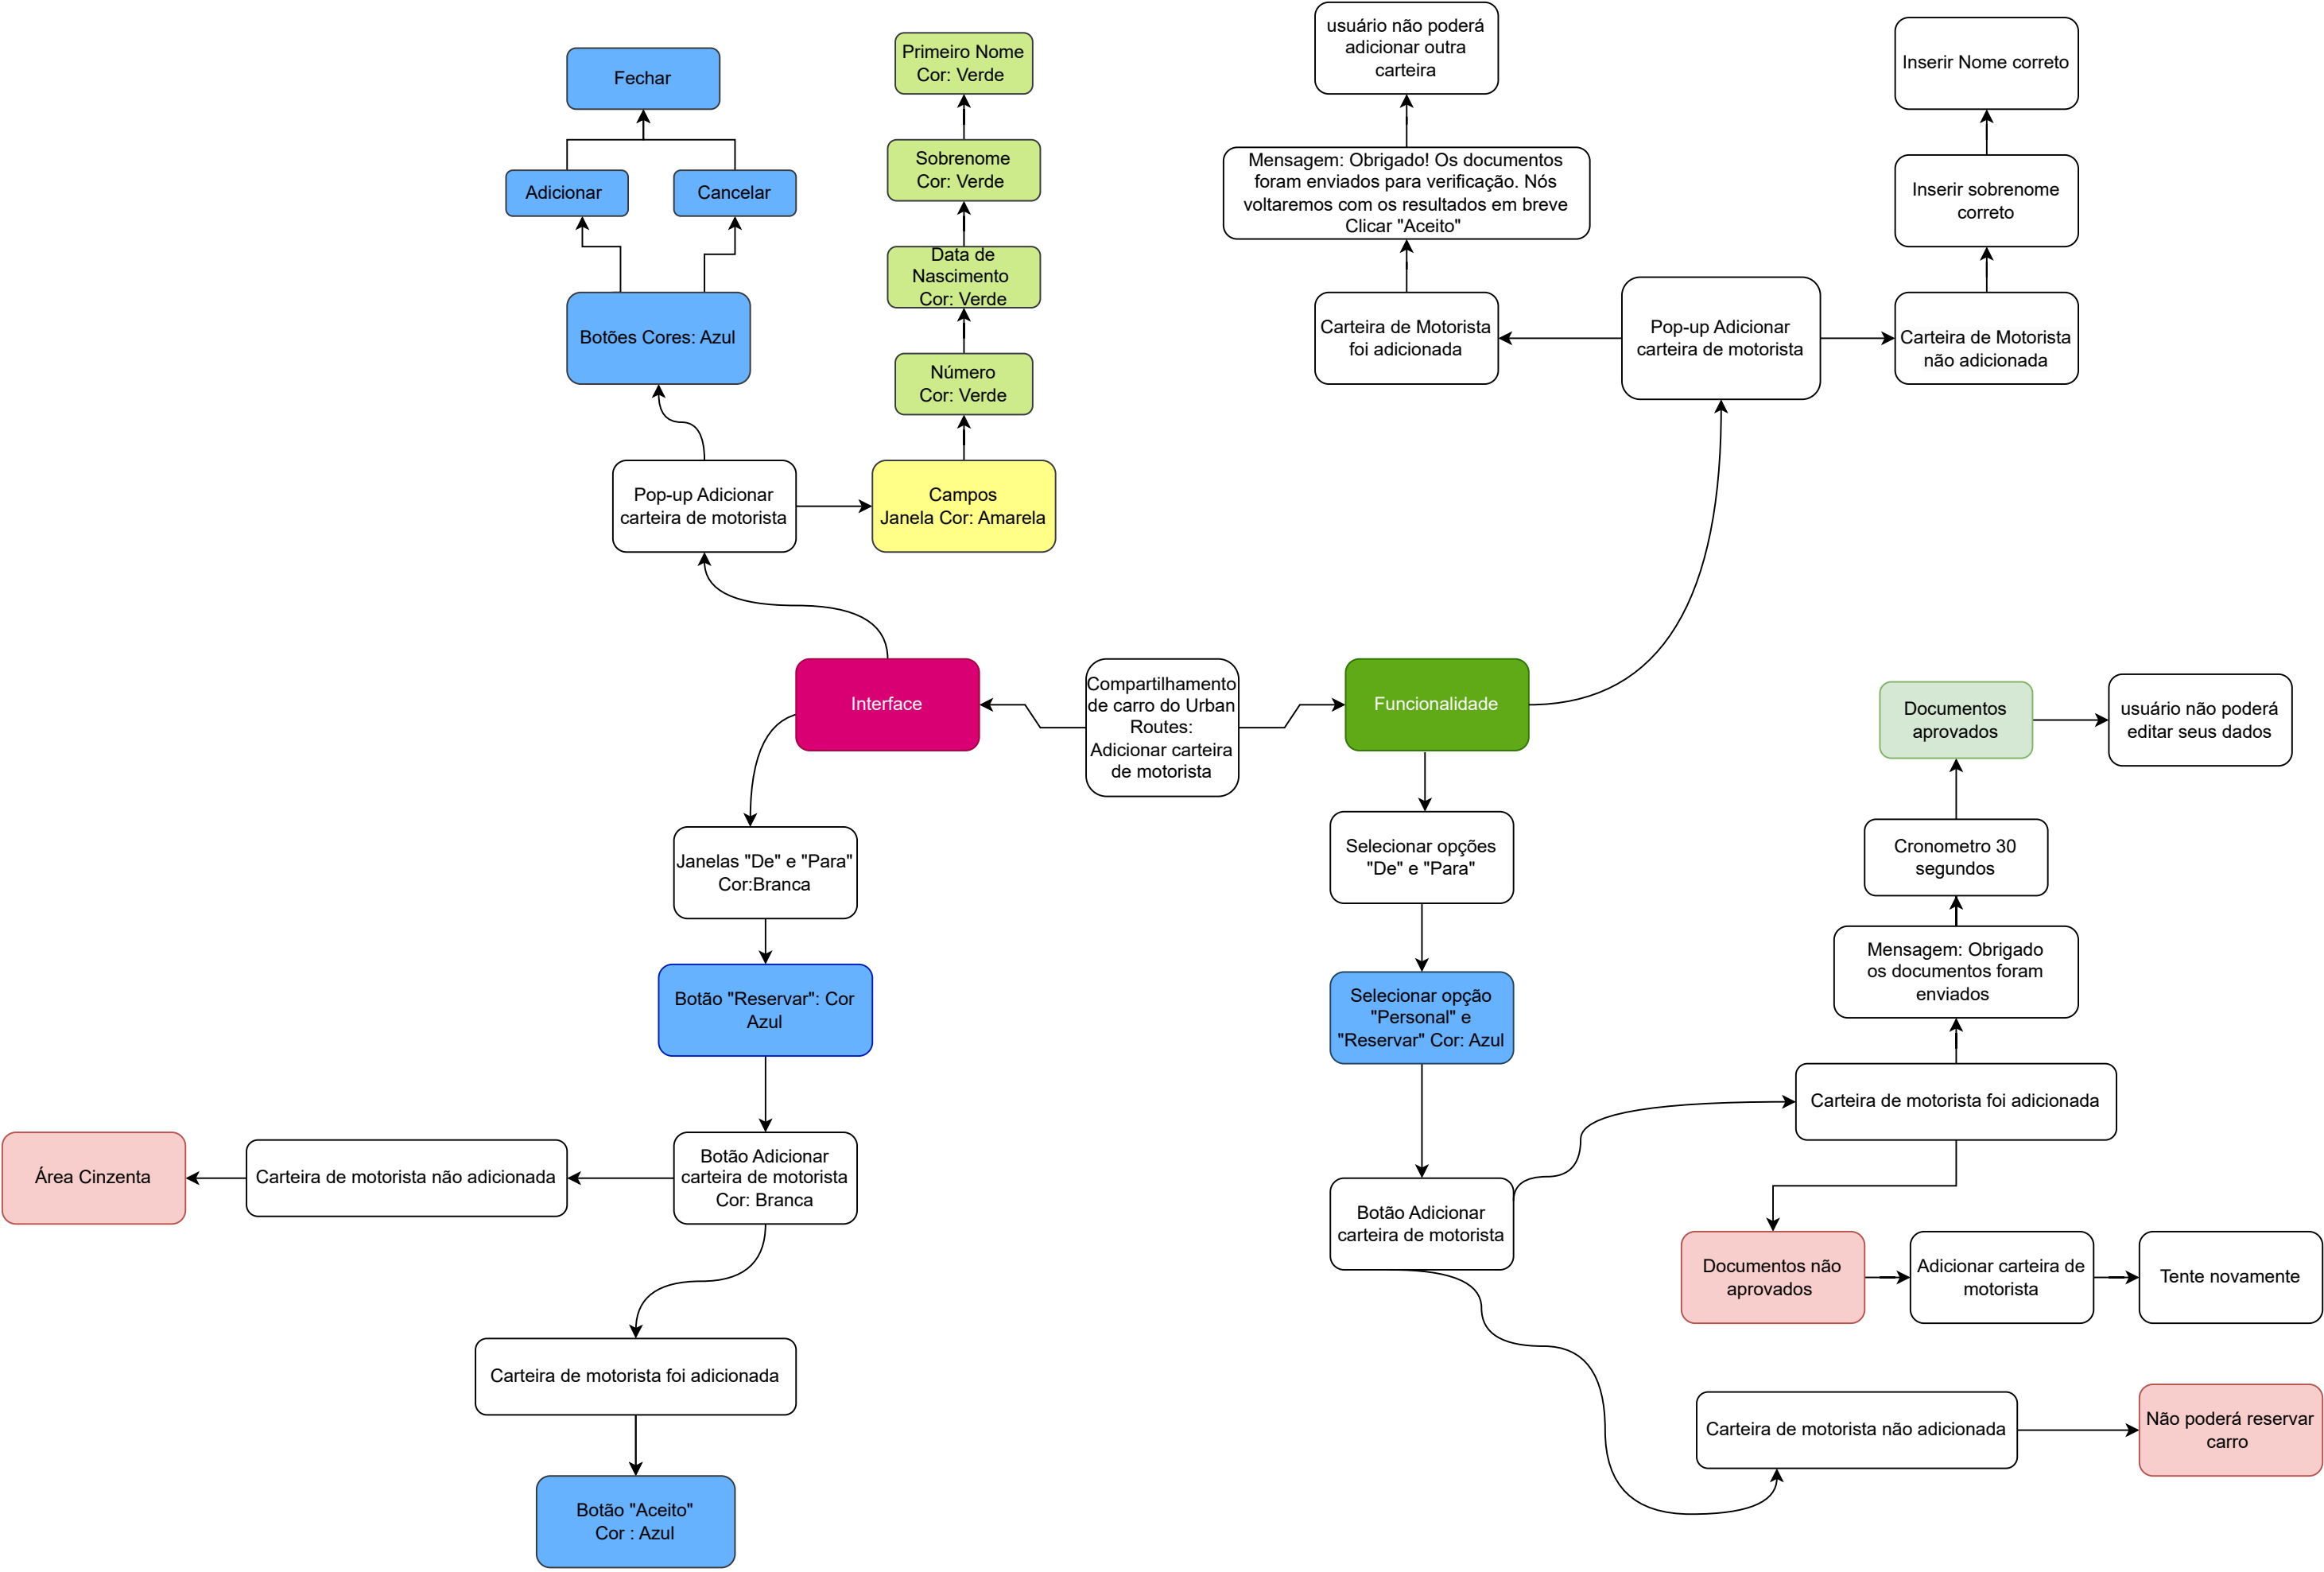 usuário não poderá
adicionar outra
carteira
Inserir Nome correto
Primeiro Nome
Cor: Verde
Fechar
Mensagem: Obrigado! Os documentos
foram enviados para verificação. Nós
voltaremos com os resultados em breve
Clicar "Aceito"
Sobrenome
Cor: Verde
Adicionar
Cancelar
Inserir sobrenome
correto
Data de
Nascimento
Cor: Verde
Botões Cores: Azul
Carteira de Motorista
foi adicionada
Pop-up Adicionar
carteira de motorista
Carteira de Motorista
não adicionada
Número
Cor: Verde
Pop-up Adicionar
carteira de motorista
Campos
Janela Cor: Amarela
Interface
Compartilhamento
de carro do Urban
Routes:
Adicionar carteira
de motorista
Funcionalidade
Documentos
aprovados
usuário não poderá
editar seus dados
Janelas "De" e "Para"
Cor:Branca
Selecionar opções
"De" e "Para"
Cronometro 30
segundos
Mensagem: Obrigado
os documentos foram
enviados
Botão "Reservar": Cor
Azul
Selecionar opção
"Personal" e
"Reservar" Cor: Azul
Carteira de motorista foi adicionada
Área Cinzenta
Carteira de motorista não adicionada
Botão Adicionar
carteira de motorista
Cor: Branca
Botão Adicionar
carteira de motorista
Documentos não
aprovados
Adicionar carteira de
motorista
Tente novamente
Carteira de motorista foi adicionada
Carteira de motorista não adicionada
Não poderá reservar
carro
Botão "Aceito"
Cor : Azul